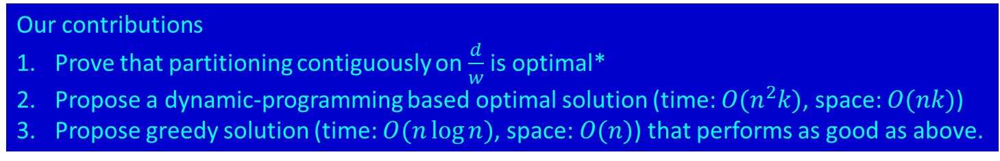 Our contributions
1. Prove that partitioning contiguously on d/w is optimal*
2. Propose a dynamic-programming based optimal solution (time: O(n²k), space: O(nk))
3. Propose greedy solution (time: O(n log n), space: O(n)) that performs as good as above.